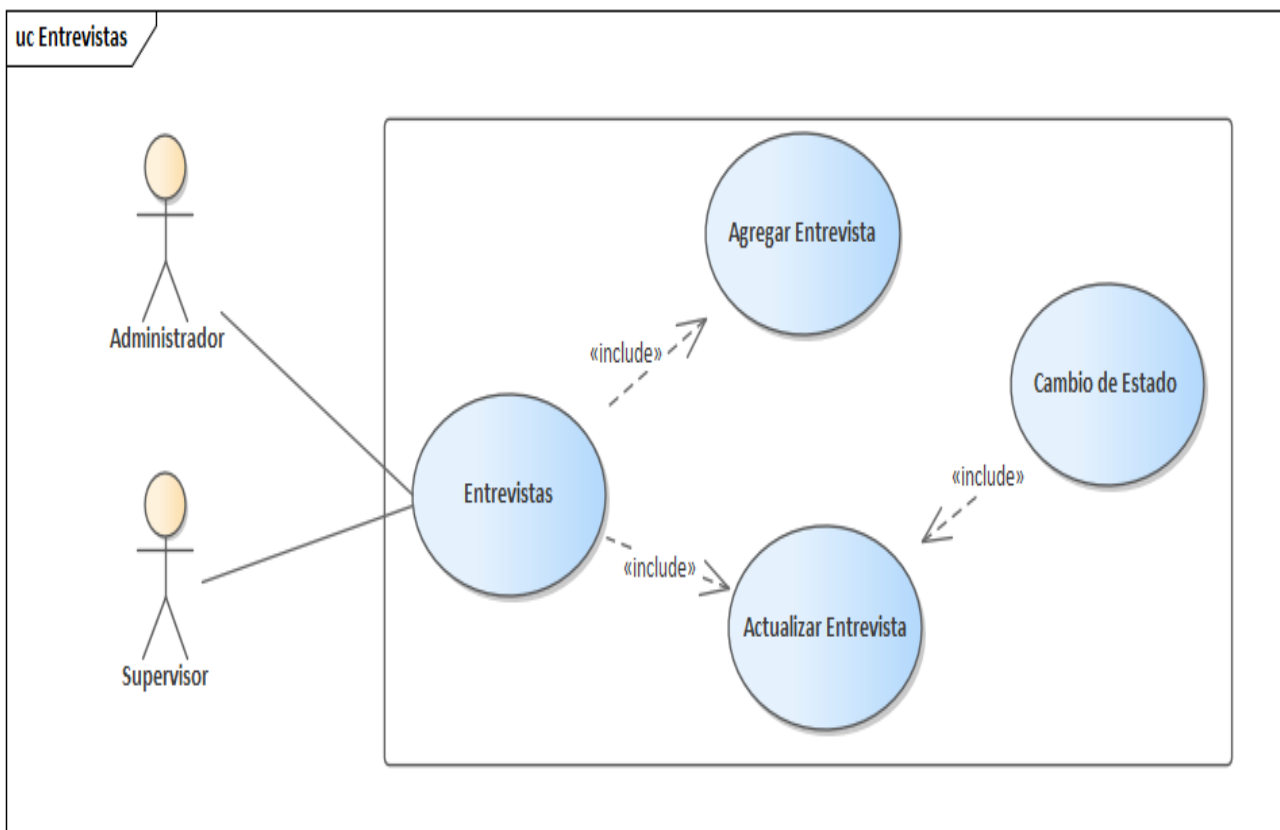 uc Entrevistas
Agregar Entrevista
Administrador
«include»
Cambio de Estado
Entrevistas
«include»
«include»
Actualizar Entrevista
Supervisor